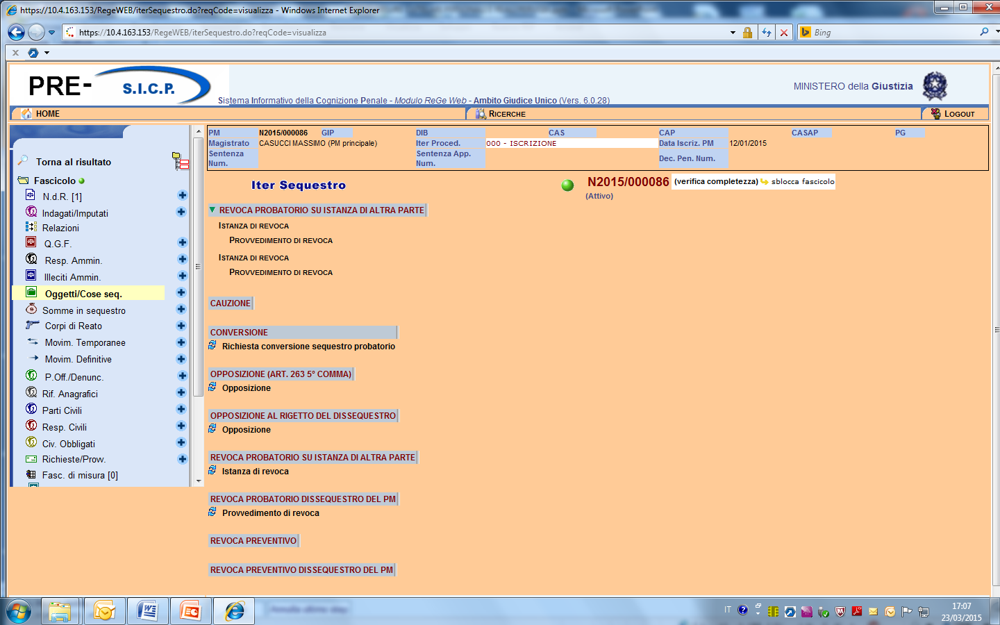 https://10.4.163.153/RegeWEB/iterSequestro.do?reqCode=visualizza - Windows Internet Explorer
https://10.4.163.153/RegeWEB/iterSequestro.do?reqCode=visualizza
Bing
PRE- S.I.C.P.
Sistema Informativo della Cognizione Penale - Modulo ReGe Web - Ambito Giudice Unico (Vers. 6.0.28)
MINISTERO della Giustizia
HOME
RICERCHE
LOGOUT
PM N2015/000086 GIP DIB CAS CAP CASAP PG
Magistrato CASUCCI MASSIMO (PM principale) Iter Proced. 000 - ISCRIZIONE Data Iscriz. PM 12/01/2015
Sentenza Num. Sentenza App. Num. Dec. Pen. Num.
Torna al risultato
Fascicolo
N.d.R. [1]
Indagati/Imputati
Relazioni
Q.G.F.
Resp. Ammin.
Illeciti Ammin.
Oggetti/Cose seq.
Somme in sequestro
Corpi di Reato
Movim. Temporanee
Movim. Definitive
P.Off./Denunc.
Rif. Anagrafici
Parti Civili
Resp. Civili
Civ. Obbligati
Richieste/Provv.
Fasc. di misura [0]
Iter Sequestro
N2015/000086 (verifica completezza) sblocca fascicolo
(Attivo)
REVOCA PROBATORIO SU ISTANZA DI ALTRA PARTE
ISTANZA DI REVOCA
PROVVEDIMENTO DI REVOCA
ISTANZA DI REVOCA
PROVVEDIMENTO DI REVOCA
CAUZIONE
CONVERSIONE
Richiesta conversione sequestro probatorio
OPPOSIZIONE (ART. 263 5° COMMA)
Opposizione
OPPOSIZIONE AL RIGETTO DEL DISSEQUESTRO
Opposizione
REVOCA PROBATORIO SU ISTANZA DI ALTRA PARTE
Istanza di revoca
REVOCA PROBATORIO DISSEQUESTRO DEL PM
Provvedimento di revoca
REVOCA PREVENTIVO
REVOCA PREVENTIVO DISSEQUESTRO DEL PM
IT
17:07
23/03/2015